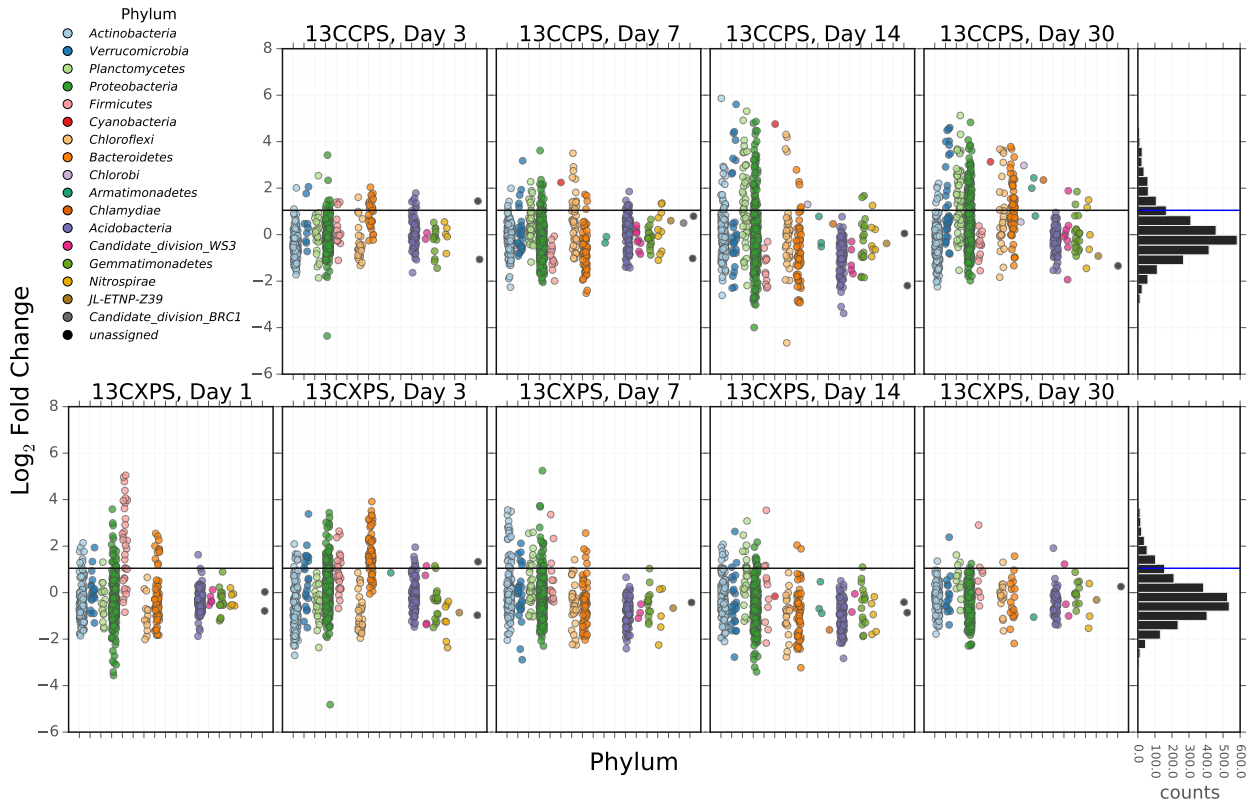 Phylum
Actinobacteria
Verrucomicrobia
Planctomycetes
Proteobacteria
Firmicutes
Cyanobacteria
Chloroflexi
Bacteroidetes
Chlorobi
Armatimonadetes
Chlamydiae
Acidobacteria
Candidate_division_WS3
Gemmatimonadetes
Nitrospirae
JL-ETNP-Z39
Candidate_division_BRC1
unassigned
13CCPS, Day 3
13CCPS, Day 7
13CCPS, Day 14
13CCPS, Day 30
8
6
4
2
0
−2
−4
−6
Log2 Fold Change
13CXPS, Day 1
13CXPS, Day 3
13CXPS, Day 7
13CXPS, Day 14
13CXPS, Day 30
8
6
4
2
0
−2
−4
−6
0.0
100.0
200.0
300.0
400.0
500.0
600.0
Phylum
counts